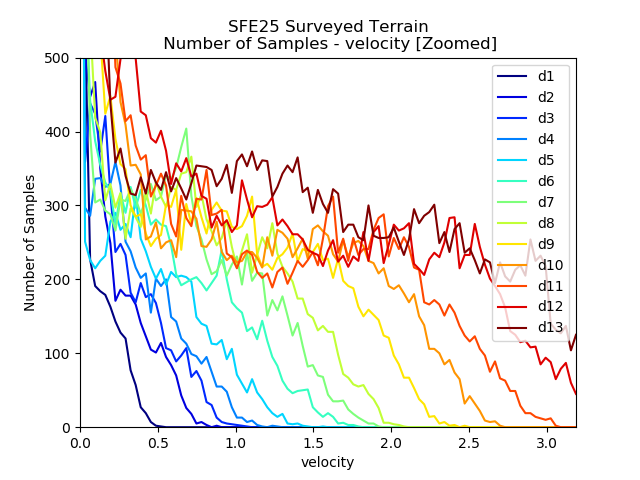 SFE25 Surveyed Terrain
Number of Samples - velocity [Zoomed]
500
400
300
200
100
0
Number of Samples
0.0
0.5
1.0
1.5
2.0
2.5
3.0
velocity
d1
d2
d3
d4
d5
d6
d7
d8
d9
d10
d11
d12
d13